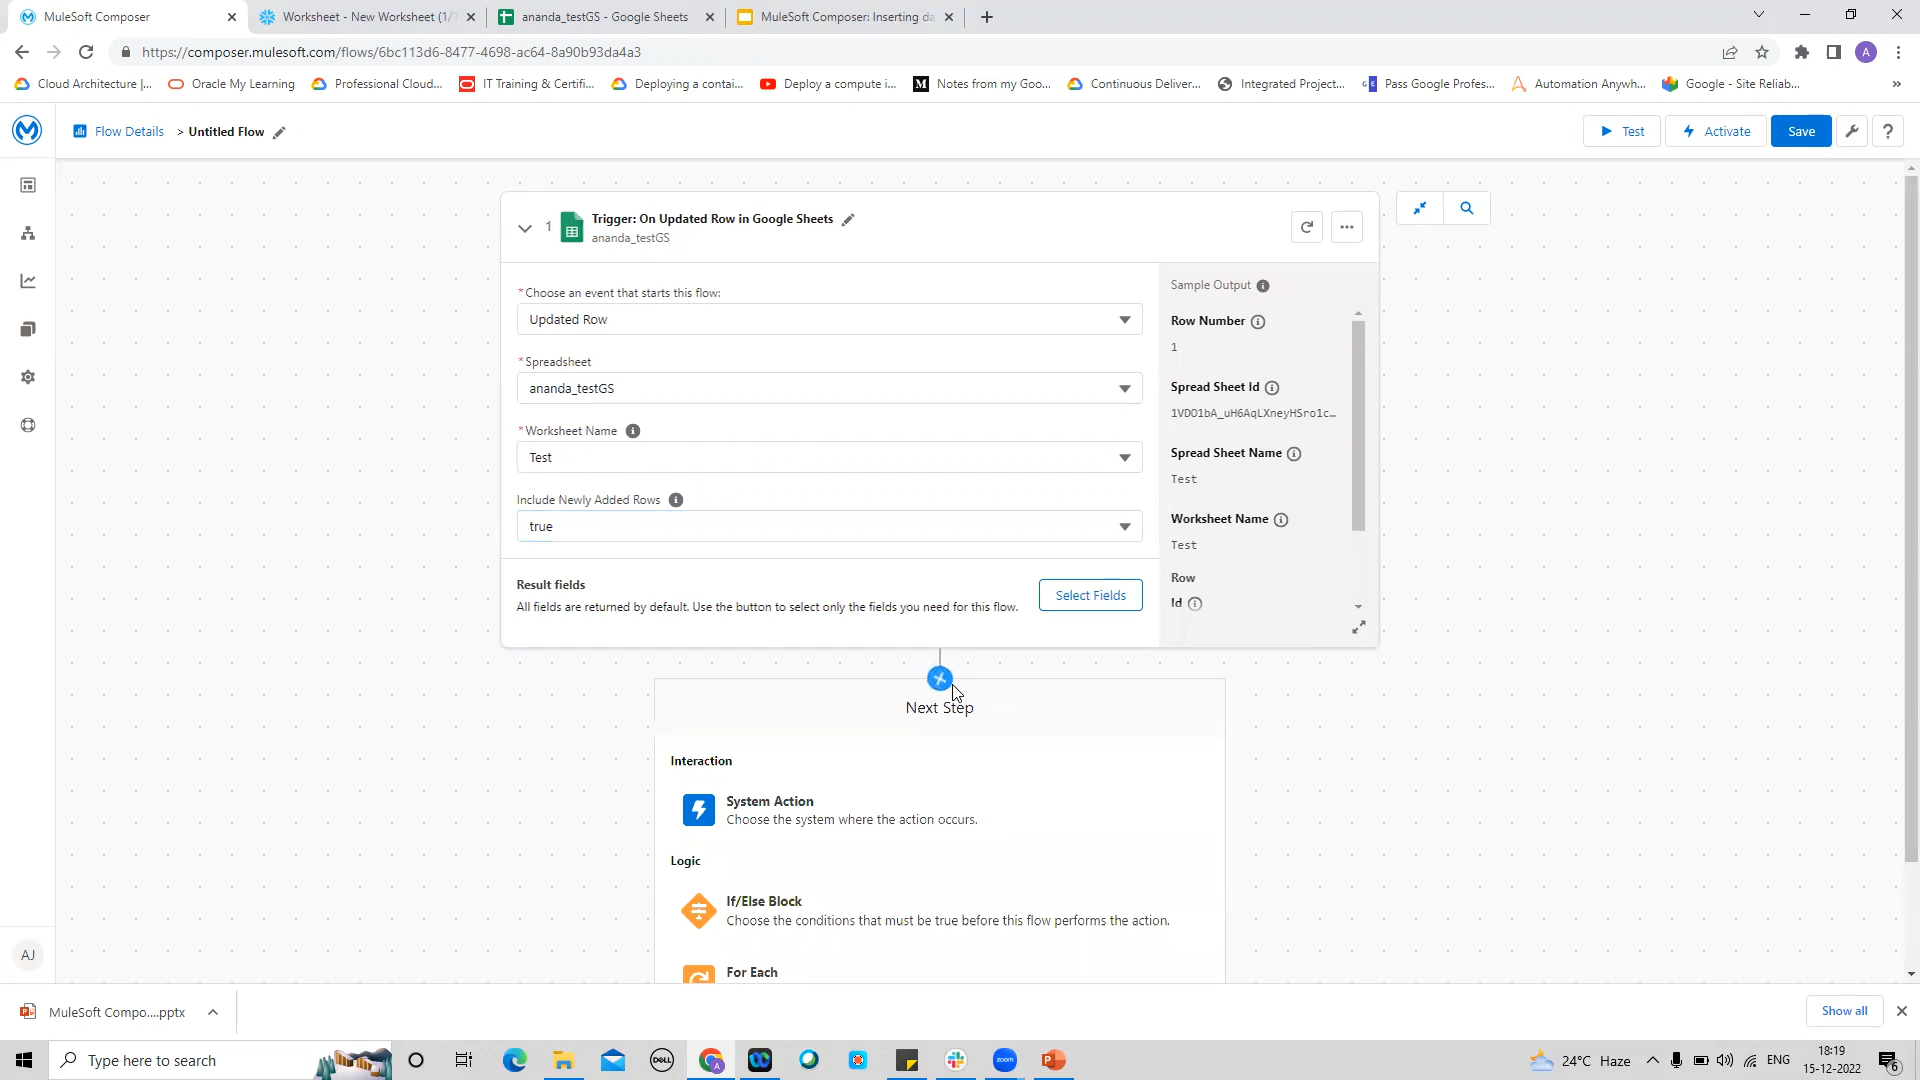 MuleSoft Composer
Worksheet - New Worksheet (1/1
ananda_testGS - Google Sheets
MuleSoft Composer: Inserting da
https://composer.mulesoft.com/flows/6bc113d6-8477-4698-ac64-8a90b93da4a3
A
Cloud Architecture |...
Oracle My Learning
Professional Cloud...
IT Training & Certifi...
Deploying a contai...
Deploy a compute i...
Notes from my Goo...
Continuous Deliver...
Integrated Project...
Pass Google Profes...
Automation Anywh...
Google - Site Reliab...
»
Flow Details > Untitled Flow
Test
Activate
Save
?
1
Trigger: On Updated Row in Google Sheets
ananda_testGS
* Choose an event that starts this flow:
Updated Row
* Spreadsheet
ananda_testGS
* Worksheet Name
Test
Include Newly Added Rows
true
Result fields
All fields are returned by default. Use the button to select only the fields you need for this flow.
Select Fields
Sample Output
Row Number
1
Spread Sheet Id
1VDO1bA_uH6AqLXneyHSro1c...
Spread Sheet Name
Test
Worksheet Name
Test
Row
Id
Next Step
Interaction
System Action
Choose the system where the action occurs.
Logic
If/Else Block
Choose the conditions that must be true before this flow performs the action.
For Each
AJ
MuleSoft Compo....pptx
Show all
Type here to search
DELL
zoom
24°C Haze
ENG
18:19
15-12-2022
6